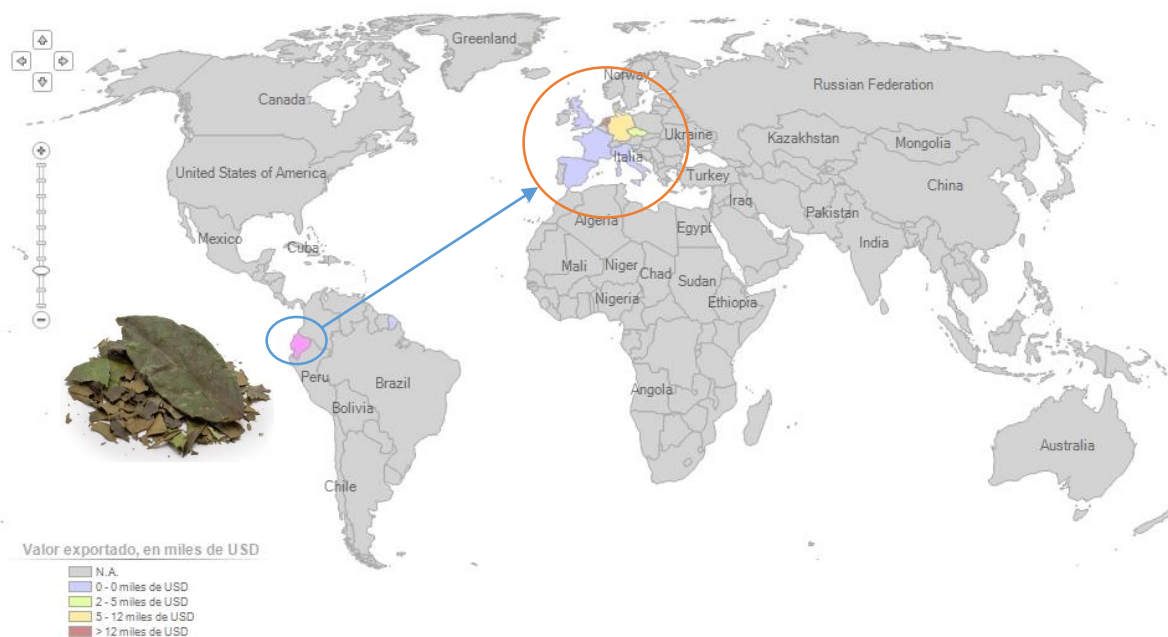 Greenland
Norway
Russian Federation
Canada
Ukraine
Kazakhstan
Mongolia
Italia
United States of America
Turkey
China
Iraq
Pakistan
Algeria
Egypt
Mexico
Cuba
India
Mali
Niger
Chad
Sudan
Nigeria
Ethiopia
Peru
Brazil
Angola
Bolivia
Australia
Chile
Valor exportado, en miles de USD
N.A.
0 - 0 miles de USD
2 - 5 miles de USD
5 - 12 miles de USD
> 12 miles de USD